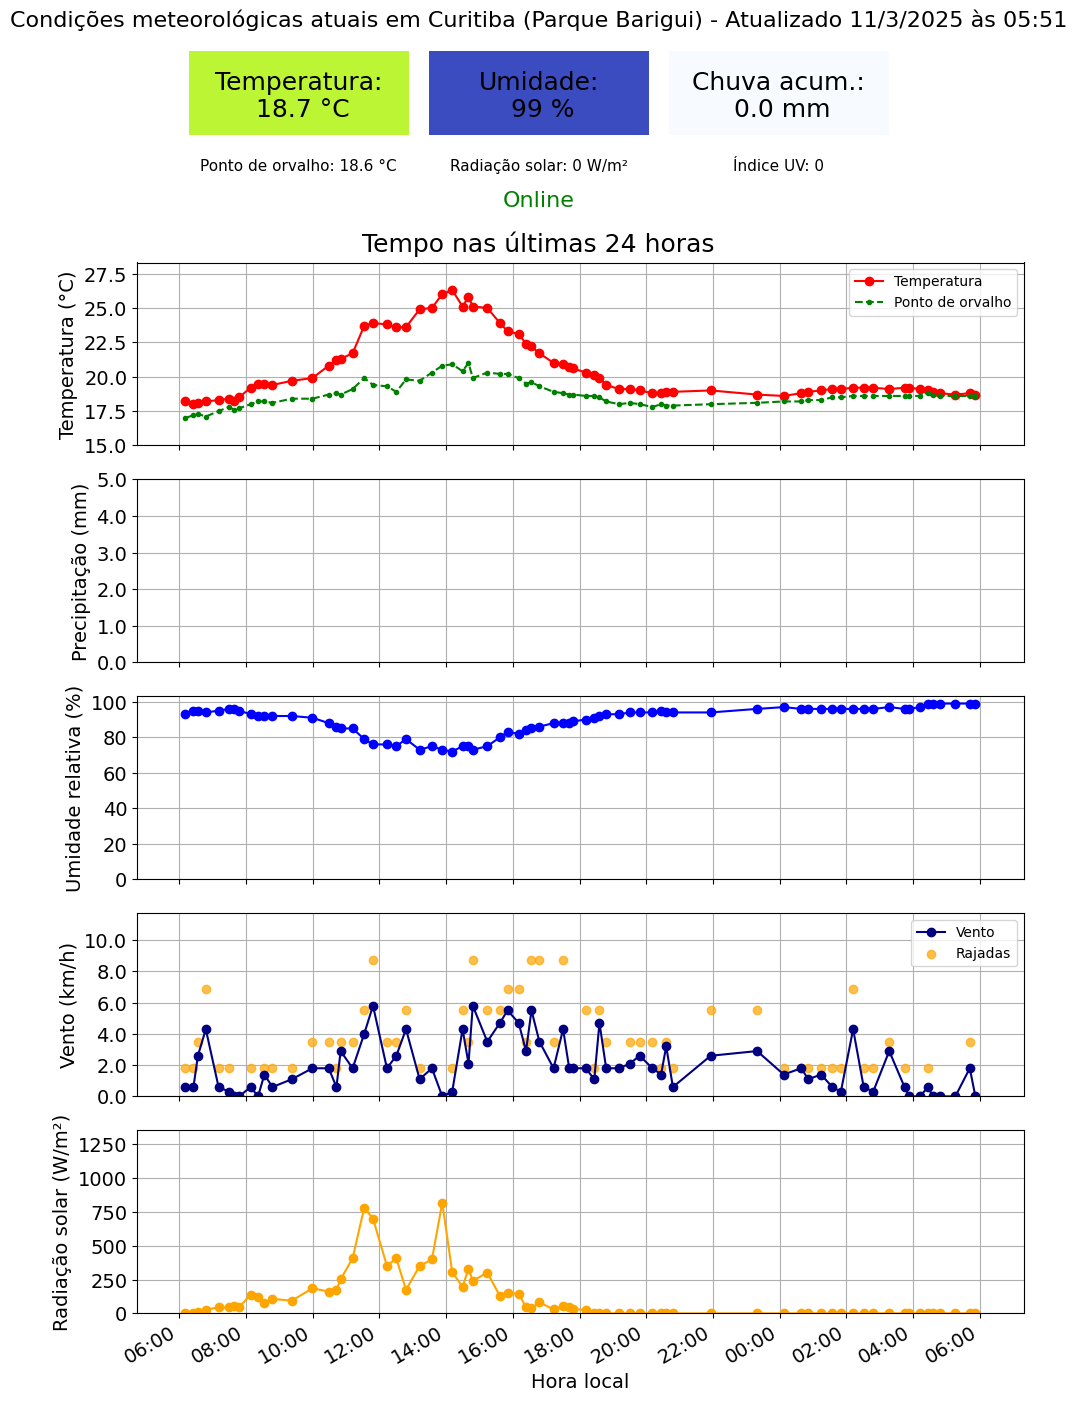 Condições meteorológicas atuais em Curitiba (Parque Barigui) - Atualizado 11/3/2025 às 05:51
Temperatura:
18.7 °C
Umidade:
99 %
Chuva acum.:
0.0 mm
Ponto de orvalho: 18.6 °C
Radiação solar: 0 W/m²
Índice UV: 0
Online
Tempo nas últimas 24 horas
Temperatura (°C)
27.5
25.0
22.5
20.0
17.5
15.0
Temperatura
Ponto de orvalho
Precipitação (mm)
5.0
4.0
3.0
2.0
1.0
0.0
Umidade relativa (%)
100
80
60
40
20
0
Vento (km/h)
10.0
8.0
6.0
4.0
2.0
0.0
Vento
Rajadas
Radiação solar (W/m²)
1250
1000
750
500
250
0
06:00
08:00
10:00
12:00
14:00
16:00
18:00
20:00
22:00
00:00
02:00
04:00
06:00
Hora local